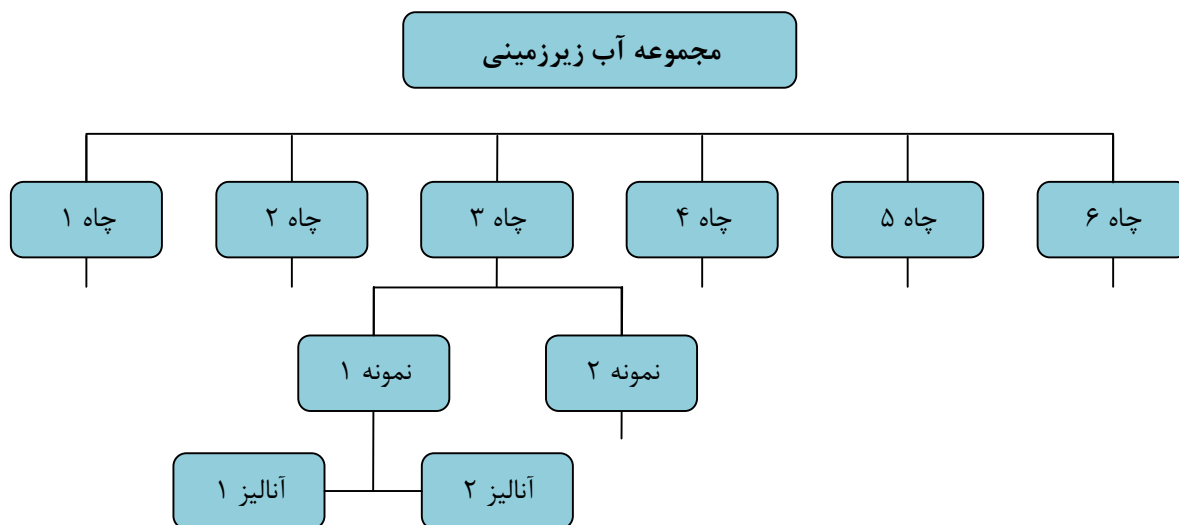 مجموعه آب زیرزمینی
چاه ۱
چاه ۲
چاه ۳
چاه ۴
چاه ۵
چاه ۶
نمونه ۱
نمونه ۲
آنالیز ۱
آنالیز ۲